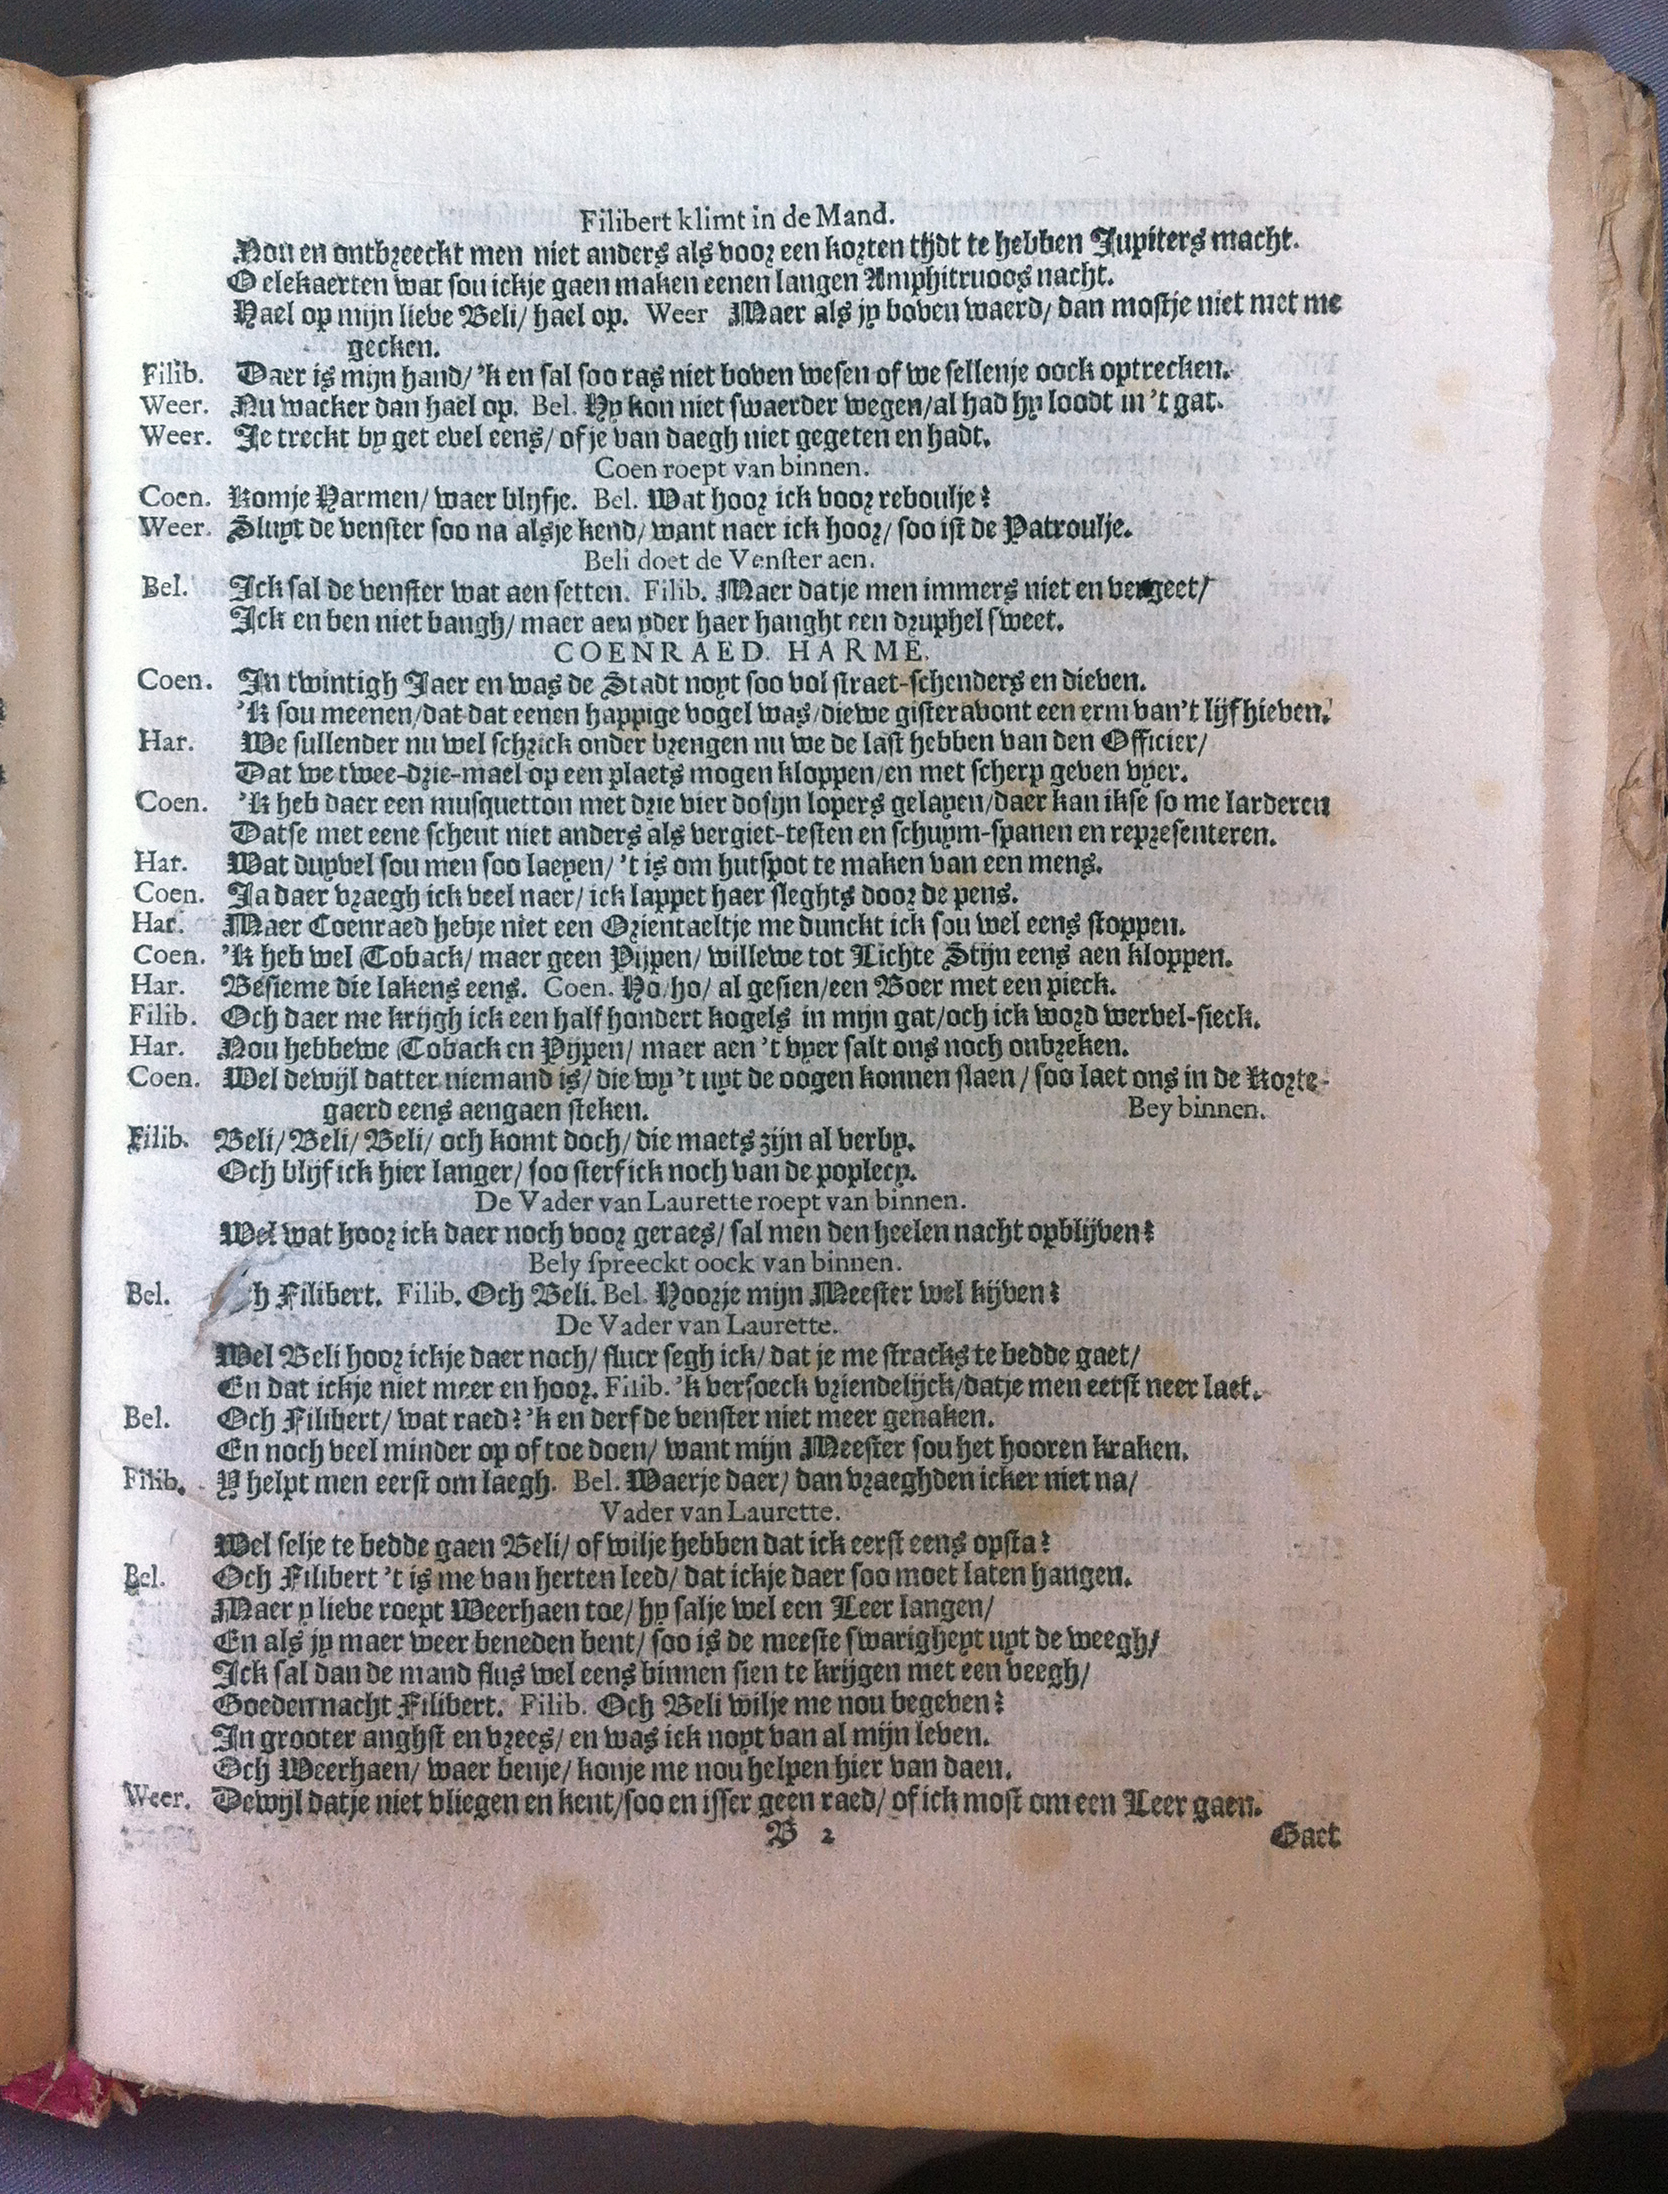 Filibert klimt in de Mand.
Nou en ontbreeckt men niet anders als voor een korten tijdt te hebben Jupiters macht.
O elekaerten wat sou ickje gaen maken eenen langen Amphitruoos nacht.
Hael op mijn lieve Beli/ hael op. Weer Maer als jy boven waerd/ dan mostje niet met me
gecken.
Filib. Daer is mijn hand/ 'k en sal soo ras niet boven wesen of we sellenje oock optrecken.
Weer. Nu wacker dan hael op. Bel. Hy kon niet swaerder wegen/al had hy loodt in 't gat.
Weer. Je treckt by get evel eens/ of je van daegh niet gegeten en hadt.
Coen roept van binnen.
Coen. Komje Harmen/ waer blijfje. Bel. Wat hoor ick voor reboulje?
Weer. Sluyt de venster soo na alsje kend/ want naer ick hoor/ soo ist de Patroulje.
Beli doet de Venster aen.
Bel. Ick sal de venster wat aen setten. Filib. Maer datje men immers niet en vergeet/
Ick en ben niet bangh/ maer aen yder haer hanght een druphel sweet.
COENRAED. HARME.
Coen. In twintigh Jaer en was de Stadt noyt soo vol straet-schenders en dieven.
'K sou meenen/dat dat eenen happige vogel was/diewe gister avont een erm van't lijf hieven.
Har. We sullender nu wel schrick onder brengen nu we de last hebben van den Officier/
Dat we twee-drie-mael op een plaets mogen kloppen/en met scherp geven vyer.
Coen. 'K heb daer een musquetton met drie vier dosijn lopers gelayen/daer kan ikse so me larderen
Datse met eene scheut niet anders als vergiet-testen en schuym-spanen en representeren.
Har. Wat duyvel sou men soo laeyen/ 't is om hutspot te maken van een mens.
Coen. Ja daer vraegh ick veel naer/ ick lappet haer sleghts door de pens.
Har. Maer Coenraed hebje niet een Orientaeltje me dunckt ick sou wel eens stoppen.
Coen. 'K heb wel Toback/ maer geen Pijpen/ willewe tot Lichte Stijn eens aen kloppen.
Har. Besieme die lakens eens. Coen. Ho/ho/ al gesien/een Boer met een pieck.
Filib. Och daer me krijgh ick een half hondert kogels in mijn gat/och ick word wervel-sieck.
Har. Nou hebbewe Toback en Pijpen/ maer aen 't vyer salt ons noch onbreken.
Coen. Wel dewijl datter niemand is/ die wy 't uyt de oogen konnen slaen/ soo laet ons in de Korte-
gaerd eens aengaen steken. Bey binnen.
Filib. Beli/ Beli/ Beli/ och komt doch/ die maets zijn al verby.
Och blijf ick hier langer/ soo sterf ick noch van de poplecy.
De Vader van Laurette roept van binnen.
Wel wat hoor ick daer noch voor geraes/ sal men den heelen nacht opblijven?
Bely spreeckt oock van binnen.
Bel. h Filibert. Filib. Och Beli. Bel. Hoorje mijn Meester wel kijven?
De Vader van Laurette.
Wel Beli hoor ickje daer noch/ flucx segh ick/ dat je me stracks te bedde gaet/
En dat ickje niet meer en hoor. Filib. 'k versoeck vriendelijck/datje men eerst neer laet.
Bel. Och Filibert/ wat raed? 'k en derf de venster niet meer genaken.
En noch veel minder op of toe doen/ want mijn Meester sou het hooren kraken.
Filib. Y helpt men eerst om laegh. Bel. Waerje daer/ dan vraeghden icker niet na/
Vader van Laurette.
Wel selje te bedde gaen Beli/ of wilje hebben dat ick eerst eens opsta?
Bel. Och Filibert 't is me van herten leed/ dat ickje daer soo moet laten hangen.
Maer y lieve roept Weerhaen toe/ hy salje wel een Leer langen/
En als jy maer weer beneden bent/ soo is de meeste swarigheyt uyt de weegh/
Ick sal dan de mand flus wel eens binnen sien te krijgen met een veegh/
Goeden nacht Filibert. Filib. Och Beli wilje me nou begeven?
In grooter anghst en vrees/ en was ick noyt van al mijn leven.
Och Weerhaen/ waer benje/ konje me nou helpen hier van daen.
Weer. Dewijl datje niet vliegen en kent/soo en isser geen raed/ of ick most om een Leer gaen.
B 2 Gaet